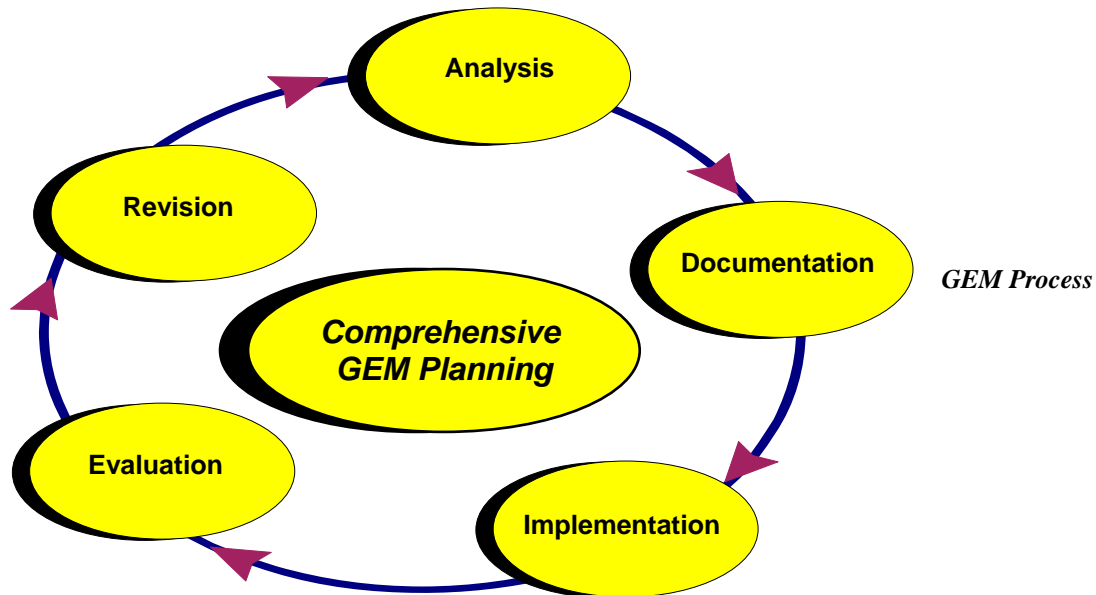 Analysis
Revision
Documentation
GEM Process
Comprehensive
GEM Planning
Evaluation
Implementation